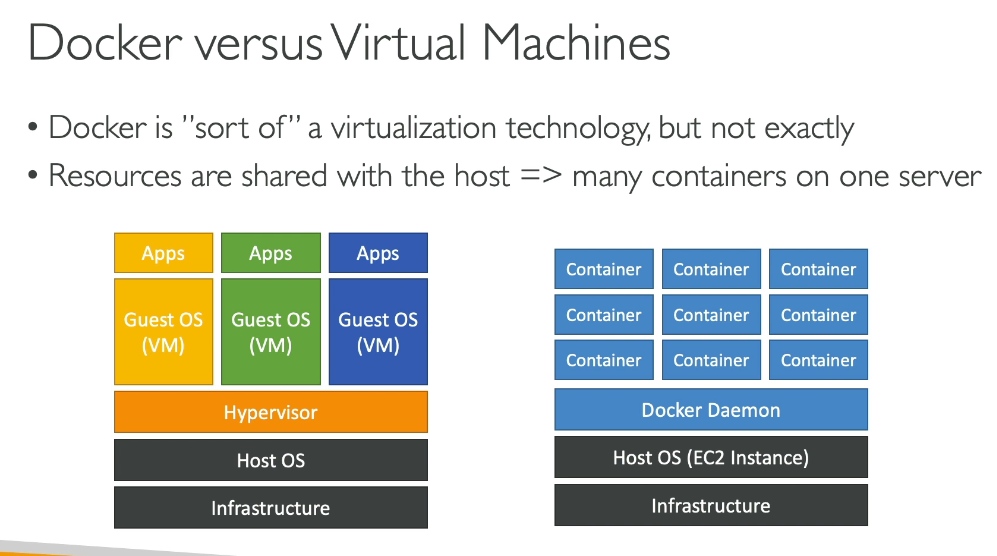 Docker versus Virtual Machines
• Docker is ”sort of” a virtualization technology, but not exactly
• Resources are shared with the host => many containers on one server
Apps Apps Apps
Guest OS (VM) Guest OS (VM) Guest OS (VM)
Hypervisor
Host OS
Infrastructure
Container Container Container
Container Container Container
Container Container Container
Docker Daemon
Host OS (EC2 Instance)
Infrastructure